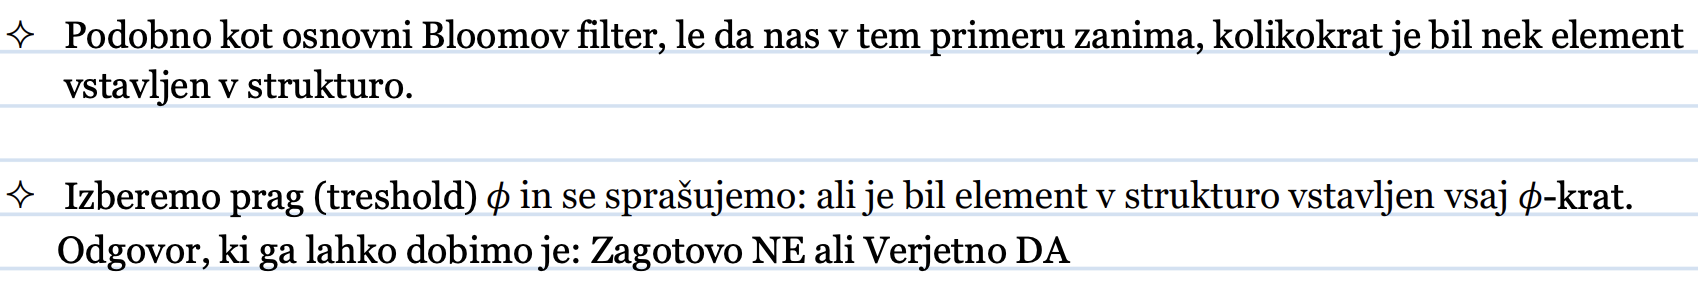 ✧ Podobno kot osnovni Bloomov filter, le da nas v tem primeru zanima, kolikokrat je bil nek element
vstavljen v strukturo.
✧ Izberemo prag (treshold) ϕ in se sprašujemo: ali je bil element v strukturo vstavljen vsaj ϕ-krat.
Odgovor, ki ga lahko dobimo je: Zagotovo NE ali Verjetno DA